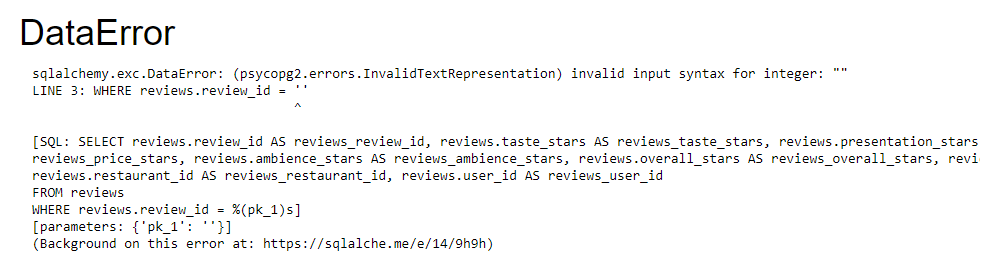 DataError
sqlalchemy.exc.DataError: (psycopg2.errors.InvalidTextRepresentation) invalid input syntax for integer: ""
LINE 3: WHERE reviews.review_id = ''
^
[SQL: SELECT reviews.review_id AS reviews_review_id, reviews.taste_stars AS reviews_taste_stars, reviews.presentation_stars
reviews_price_stars, reviews.ambience_stars AS reviews_ambience_stars, reviews.overall_stars AS reviews_overall_stars, revi
reviews.restaurant_id AS reviews_restaurant_id, reviews.user_id AS reviews_user_id
FROM reviews
WHERE reviews.review_id = %(pk_1)s]
[parameters: {'pk_1': ''}]
(Background on this error at: https://sqlalche.me/e/14/9h9h)